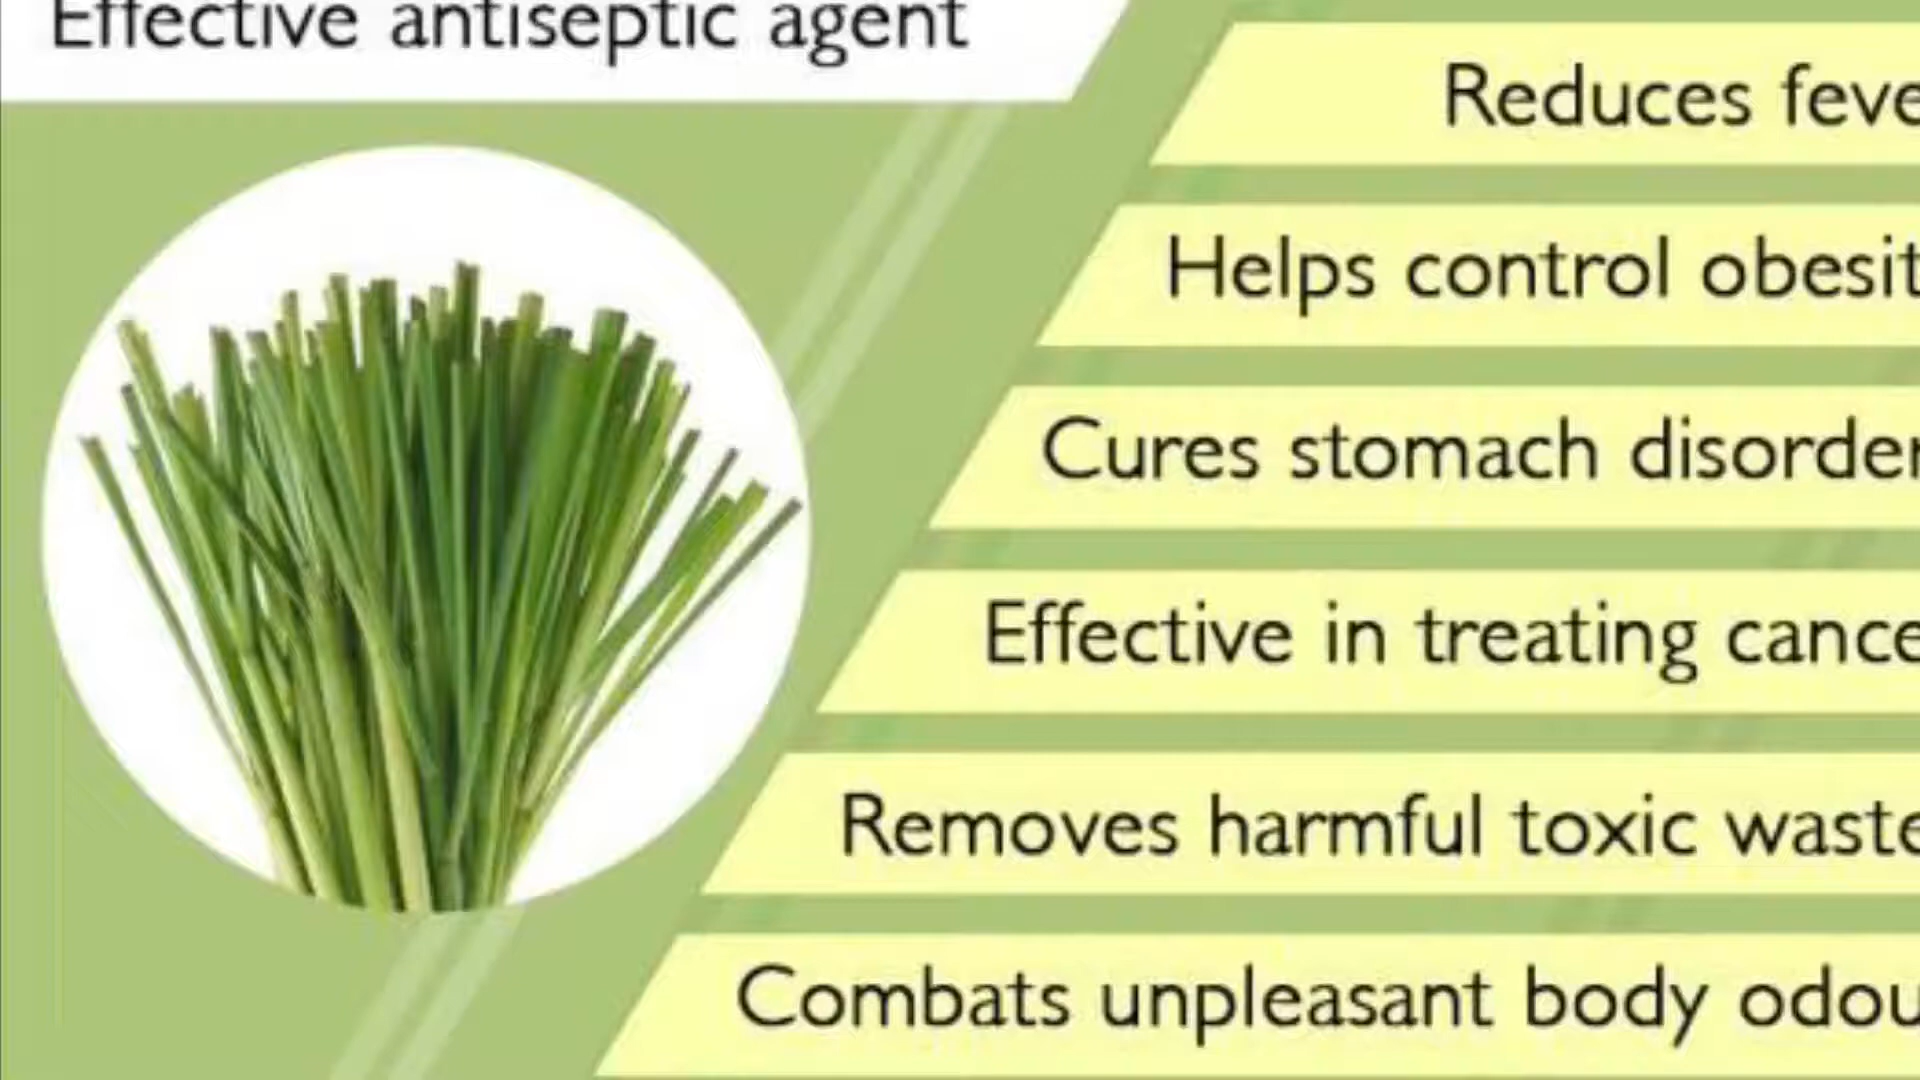 Effective antiseptic agent
Reduces feve
Helps control obesit
Cures stomach disorder
Effective in treating cance
Removes harmful toxic waste
Combats unpleasant body odou